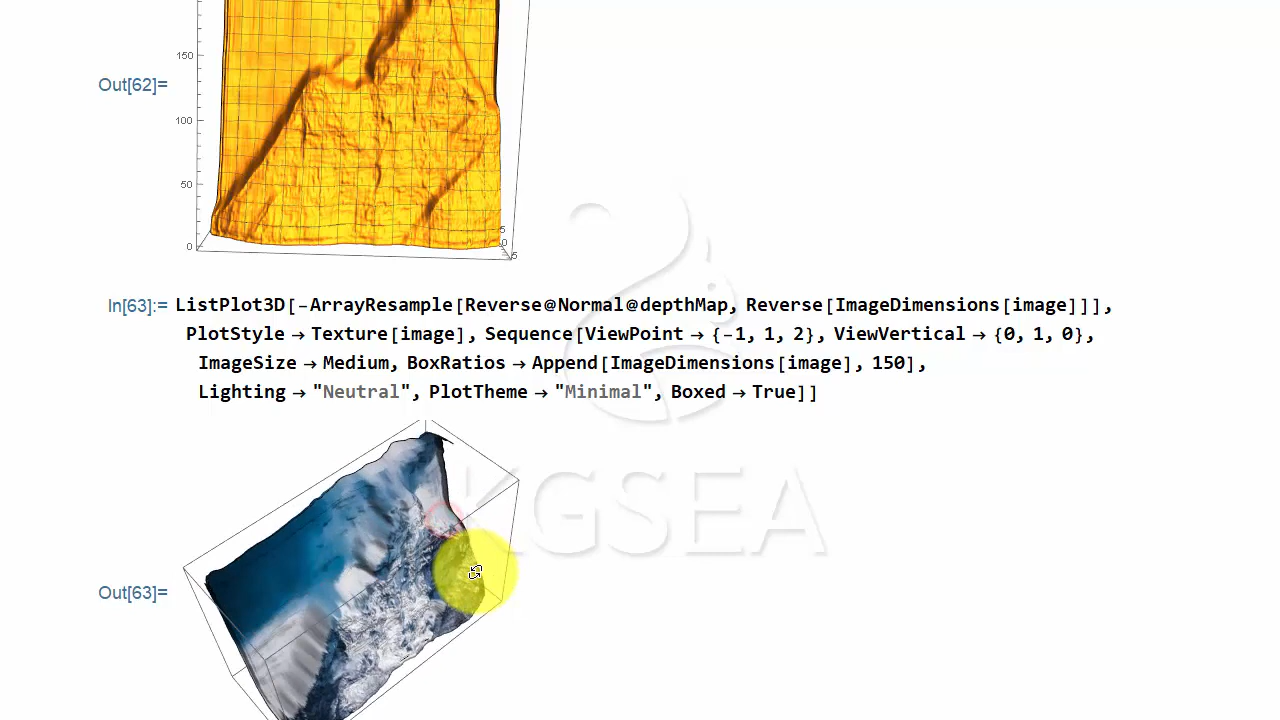 150
Out[62]=
100
50
5
0
0
5
In[63]:= ListPlot3D[-ArrayResample[Reverse@Normal@depthMap, Reverse[ImageDimensions[image]]],
PlotStyle → Texture[image], Sequence[ViewPoint → {-1, 1, 2}, ViewVertical → {0, 1, 0},
ImageSize → Medium, BoxRatios → Append[ImageDimensions[image], 150],
Lighting → "Neutral", PlotTheme → "Minimal", Boxed → True]]
KGSEA
Out[63]=